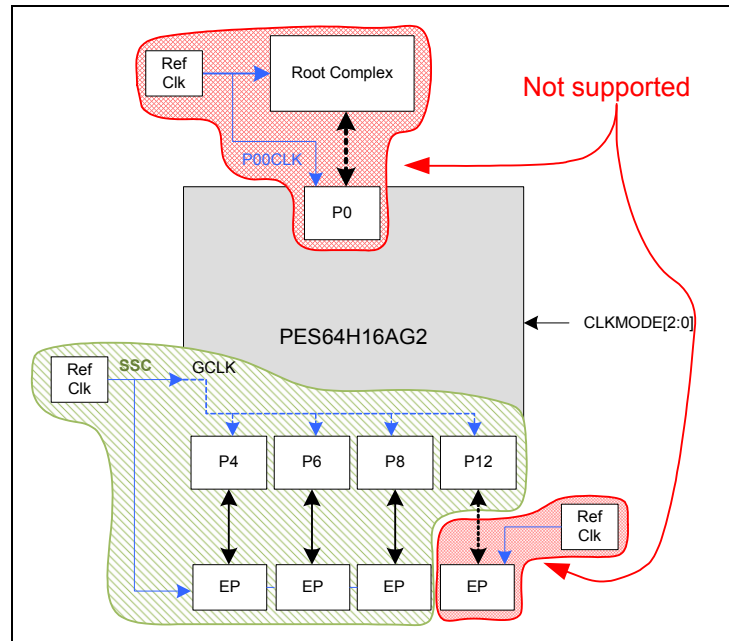 Ref
Clk
Root Complex
Not supported
P00CLK
P0
PES64H16AG2
CLKMODE[2:0]
Ref
Clk
SSC
GCLK
P4
P6
P8
P12
Ref
Clk
EP
EP
EP
EP